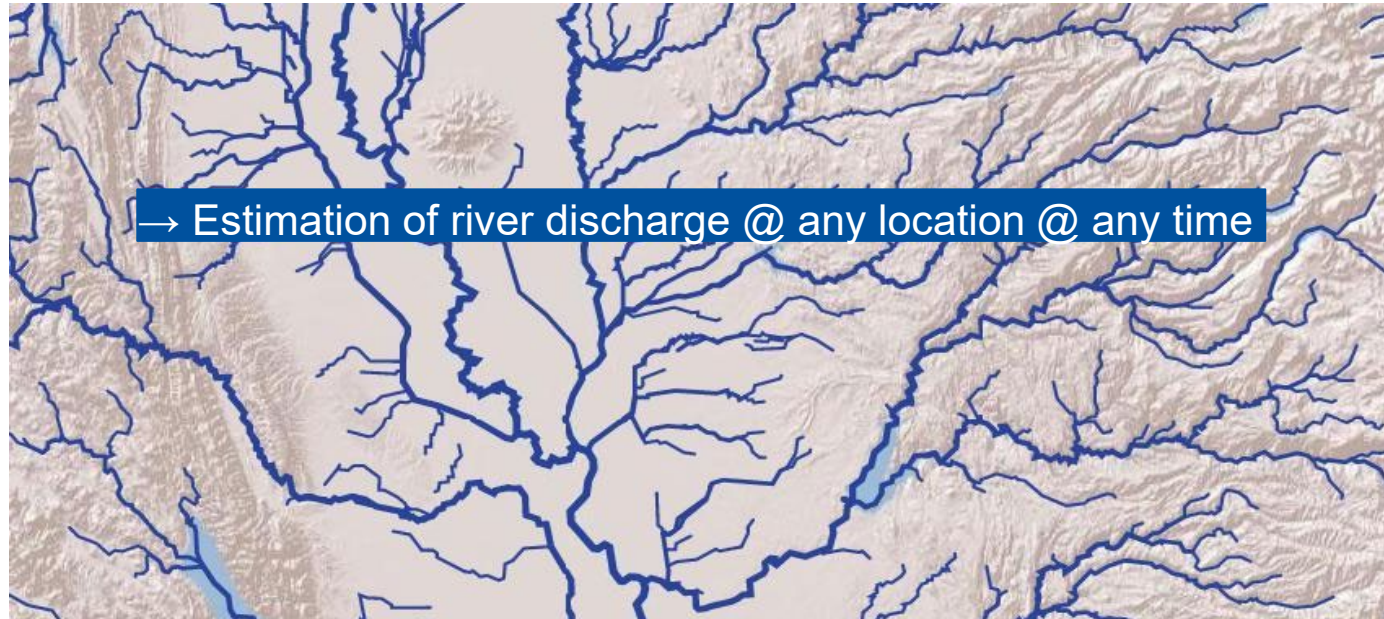 → Estimation of river discharge @ any location @ any time